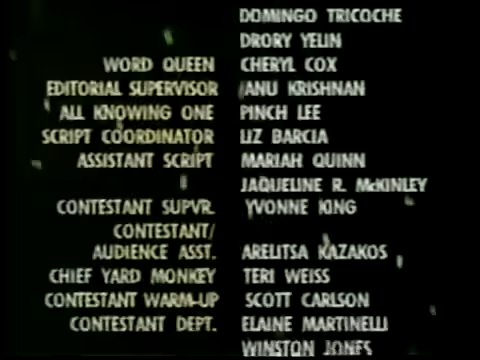 DOMINGO TRICOCHE
DRORY YELIN
WORD QUEEN CHERYL COX
EDITORIAL SUPERVISOR ANU KRISHNAN
ALL KNOWING ONE PINCH LEE
SCRIPT COORDINATOR LIZ BARCIA
ASSISTANT SCRIPT MARIAH QUINN
JAQUELINE R. McKINLEY
CONTESTANT SUPVR. YVONNE KING
CONTESTANT/
AUDIENCE ASST. ARELITSA KAZAKOS
CHIEF YARD MONKEY TERI WEISS
CONTESTANT WARM-UP SCOTT CARLSON
CONTESTANT DEPT. ELAINE MARTINELLI
WINSTON JONES